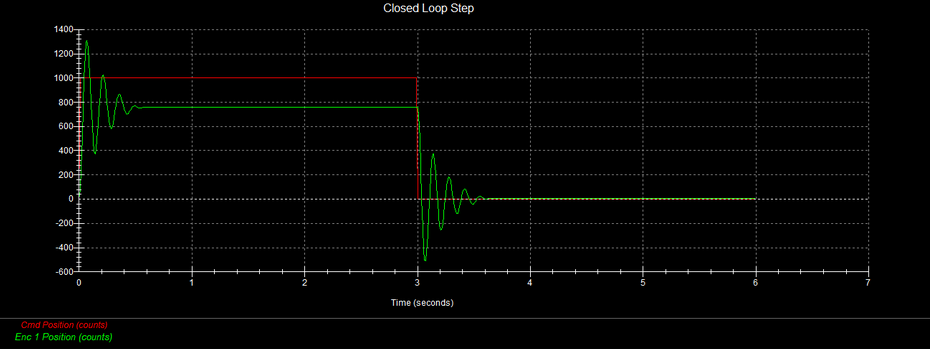 Closed Loop Step
1400
1200
1000
800
600
400
200
0
-200
-400
-600
0 1 2 3 4 5 6 7
Time (seconds)
Cmd Position (counts)
Enc 1 Position (counts)